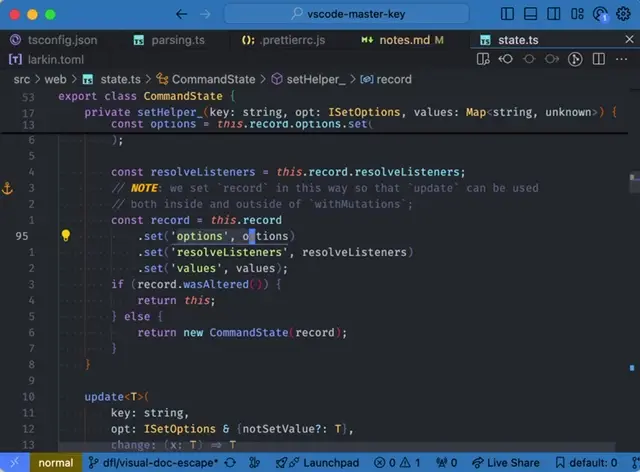 vscode-master-key
tsconfig.json parsing.ts .prettierrc.js notes.md M state.ts
larkin.toml
src > web > state.ts > CommandState > setHelper_ > record
53 export class CommandState {
17 private setHelper_(key: string, opt: ISetOptions, values: Map<string, unknown>) {
13 const options = this.record.options.set(
6 );
5
4 const resolveListeners = this.record.resolveListeners;
3 // NOTE: we set `record` in this way so that `update` can be used
2 // both inside and outside of `withMutations`;
1 const record = this.record
95 .set('options', options)
1 .set('resolveListeners', resolveListeners)
2 .set('values', values);
3 if (record.wasAltered()) {
4 return this;
5 } else {
6 return new CommandState(record);
7 }
8 }
9
10 update<T>(
11 key: string,
12 opt: ISetOptions & {notSetValue?: T},
13 change: (x: T) => T
normal dfl/visual-doc-escape* Launchpad 0 1 0 Live Share default: 0